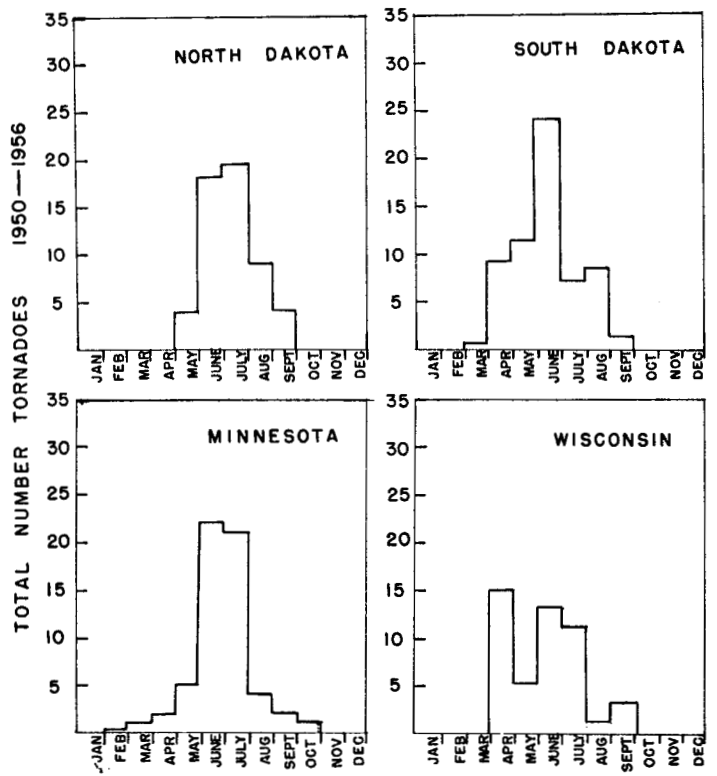 TOTAL NUMBER TORNADOES 1950—1956
NORTH DAKOTA
35
30
25
20
15
10
5
JAN
FEB
MAR
APR
MAY
JUNE
JULY
AUG
SEPT
OCT
NOV
DEC
SOUTH DAKOTA
35
30
25
20
15
10
5
JAN
FEB
MAR
APR
MAY
JUNE
JULY
AUG
SEPT
OCT
NOV
DEC
MINNESOTA
35
30
25
20
15
10
5
JAN
FEB
MAR
APR
MAY
JUNE
JULY
AUG
SEPT
OCT
NOV
DEC
WISCONSIN
35
30
25
20
15
10
5
JAN
FEB
MAR
APR
MAY
JUNE
JULY
AUG
SEPT
OCT
NOV
DEC